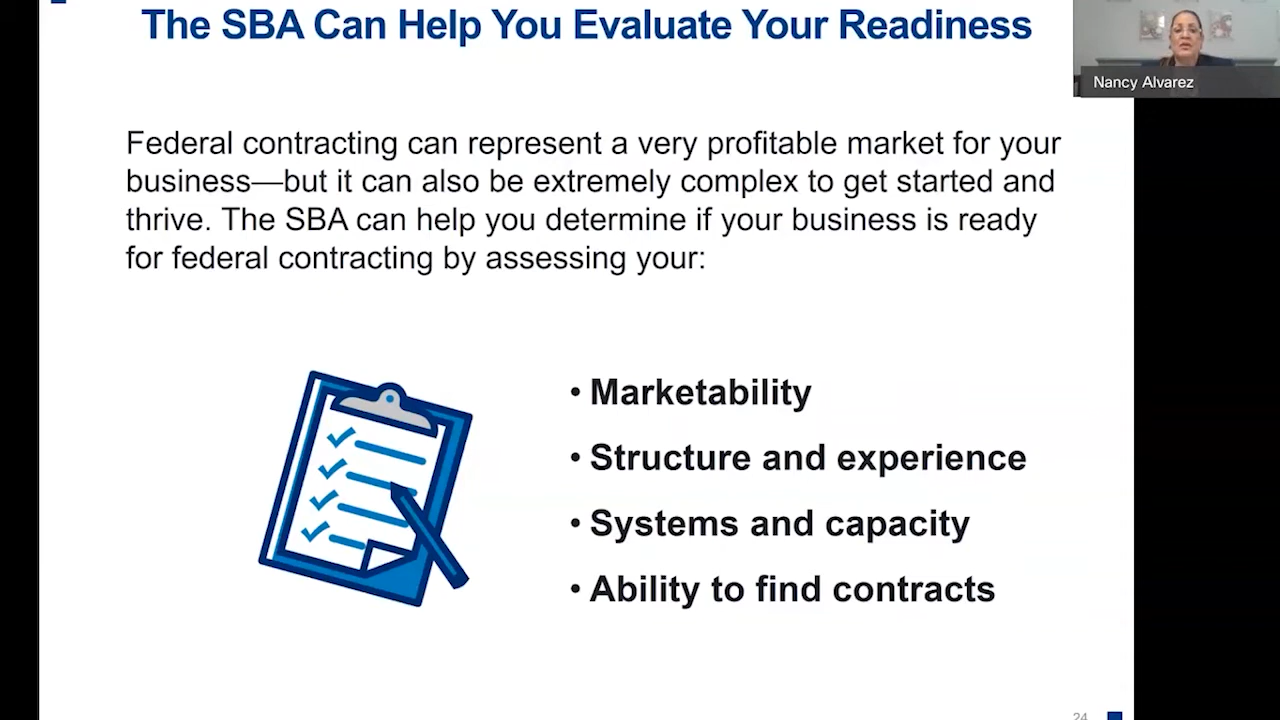 The SBA Can Help You Evaluate Your Readiness
Nancy Alvarez
Federal contracting can represent a very profitable market for your
business—but it can also be extremely complex to get started and
thrive. The SBA can help you determine if your business is ready
for federal contracting by assessing your:
• Marketability
• Structure and experience
• Systems and capacity
• Ability to find contracts
24